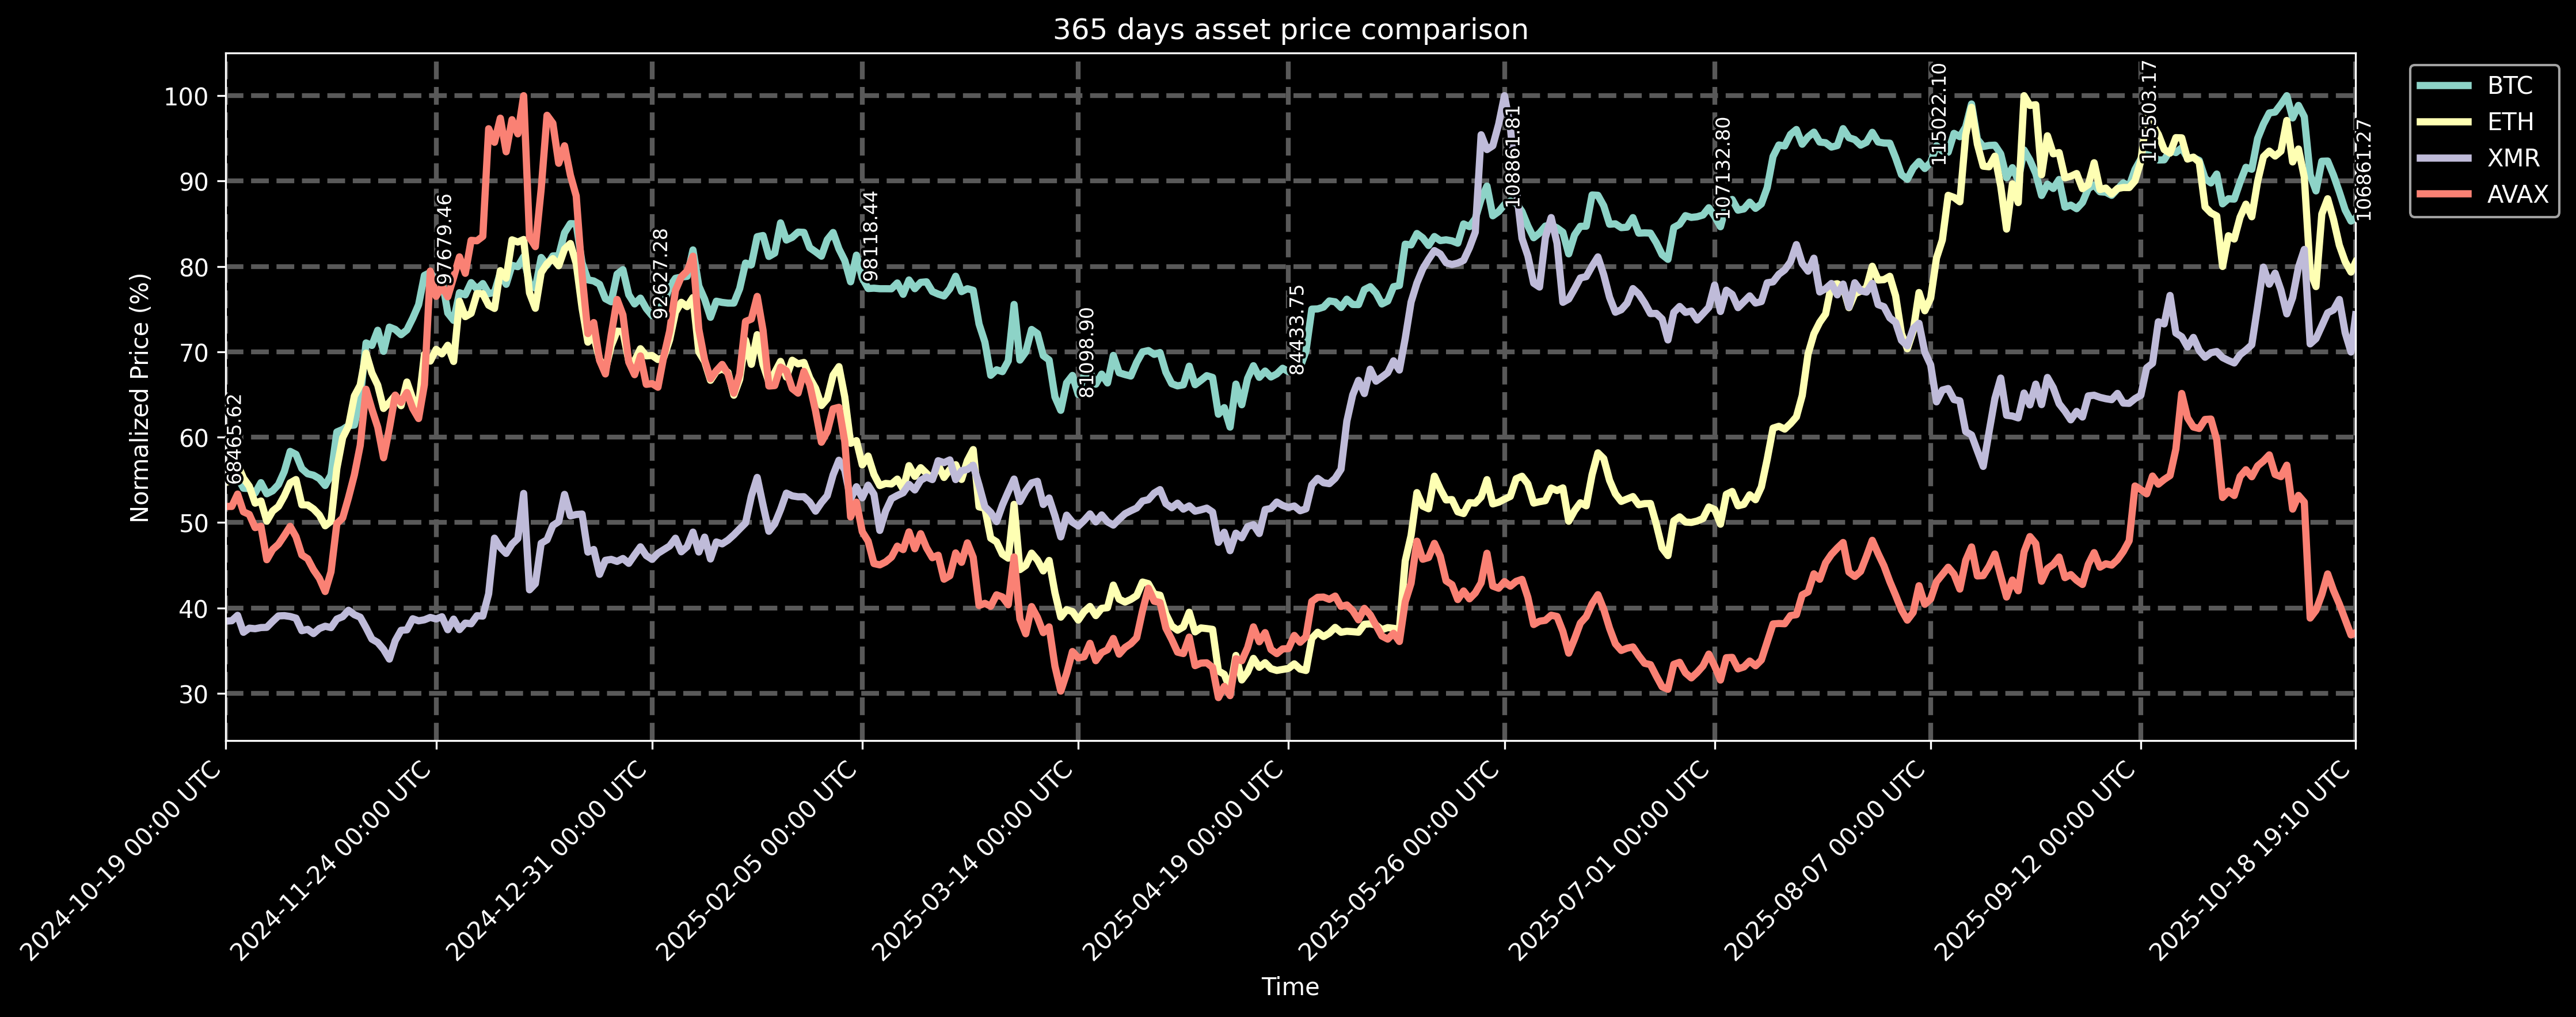 365 days asset price comparison
Normalized Price (%)
100
90
80
70
60
50
40
30
68465.62
97679.46
92627.28
98118.44
81098.90
84433.75
108861.81
107132.80
115022.10
115503.17
106861.27
BTC
ETH
XMR
AVAX
2024-10-19 00:00 UTC
2024-11-24 00:00 UTC
2024-12-31 00:00 UTC
2025-02-05 00:00 UTC
2025-03-14 00:00 UTC
2025-04-19 00:00 UTC
2025-05-26 00:00 UTC
2025-07-01 00:00 UTC
2025-08-07 00:00 UTC
2025-09-12 00:00 UTC
2025-10-18 19:10 UTC
Time